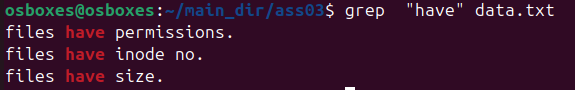 osboxes@osboxes:~/main_dir/ass03$ grep  "have" data.txt
files have permissions.
files have inode no.
files have size.